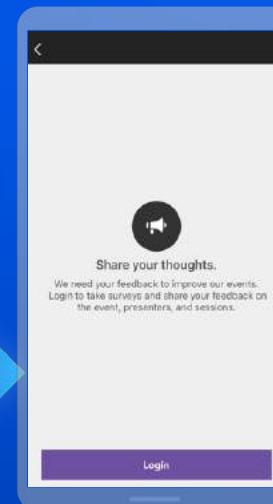 Share your thoughts.
We need your feedback to improve our events.
Login to take surveys and share your feedback on
the event, presenters, and sessions.
Login